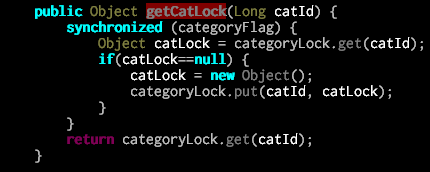 public Object getCatLock(Long catId) {
synchronized (categoryFlag) {
Object catLock = categoryLock.get(catId);
if(catLock==null) {
catLock = new Object();
categoryLock.put(catId, catLock);
}
}
return categoryLock.get(catId);
}